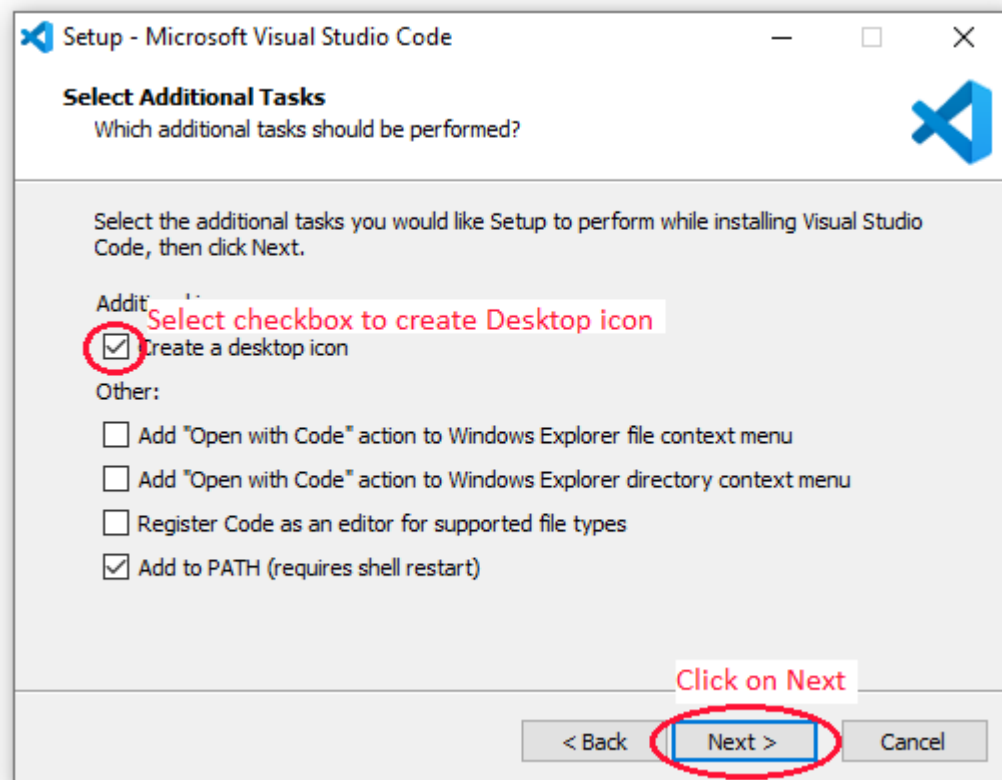 Setup - Microsoft Visual Studio Code
Select Additional Tasks
Which additional tasks should be performed?
Select the additional tasks you would like Setup to perform while installing Visual Studio
Code, then click Next.
Select checkbox to create Desktop icon
Create a desktop icon
Other:
Add "Open with Code" action to Windows Explorer file context menu
Add "Open with Code" action to Windows Explorer directory context menu
Register Code as an editor for supported file types
Add to PATH (requires shell restart)
Click on Next
< Back
Next >
Cancel